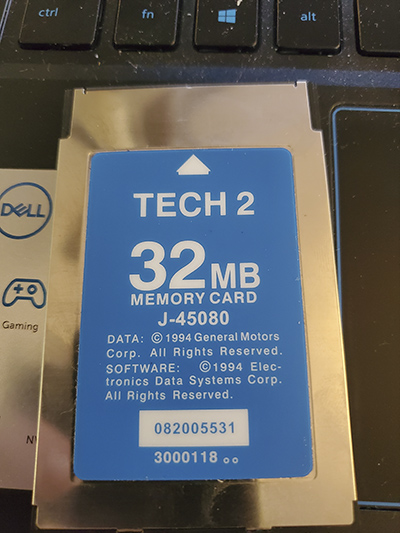 ctrl
fn
alt
DELL
Gaming
TECH 2
32MB
MEMORY CARD
J-45080
DATA: ©1994 General Motors
Corp. All Rights Reserved.
SOFTWARE: ©1994 Elec-
tronics Data Systems Corp.
All Rights Reserved.
082005531
3000118